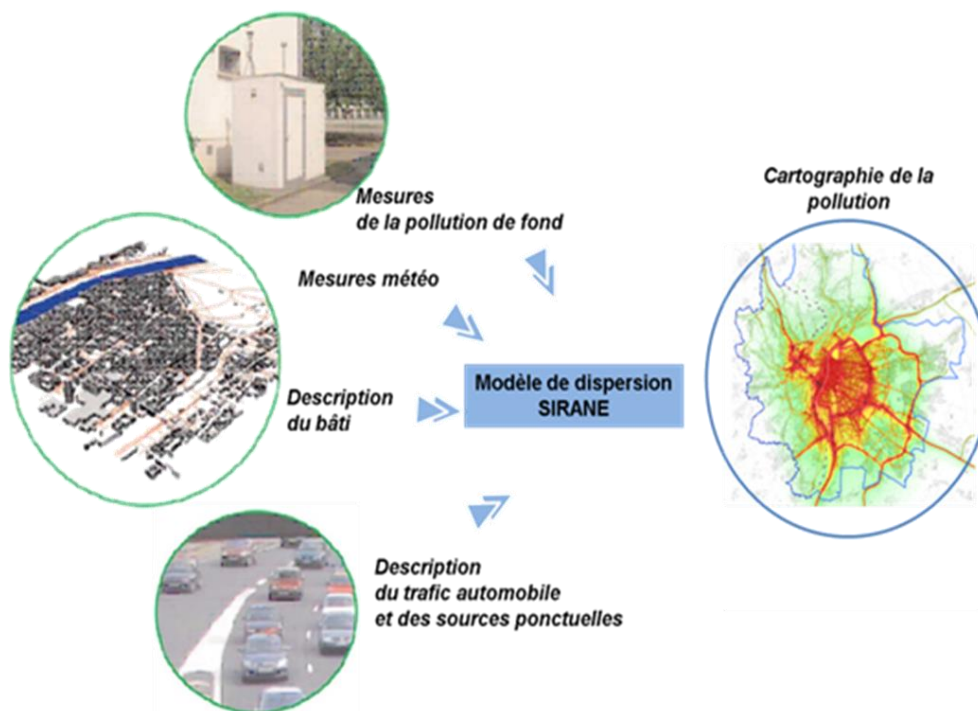 Mesures
de la pollution de fond
Mesures météo
Description
du bâti
Description
du trafic automobile
et des sources ponctuelles
Modèle de dispersion
SIRANE
Cartographie de la
pollution